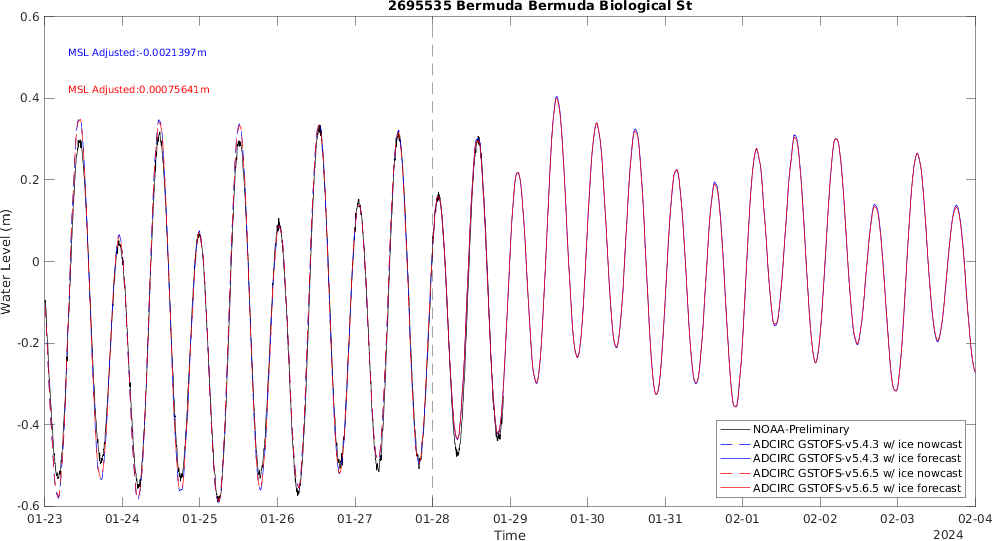 2695535 Bermuda Bermuda Biological St
0.6
MSL Adjusted:-0.0021397m
MSL Adjusted:0.00075641m
0.4
0.2
0
-0.2
-0.4
-0.6
Water Level (m)
NOAA-Preliminary
ADCIRC GSTOFS-v5.4.3 w/ ice nowcast
ADCIRC GSTOFS-v5.4.3 w/ ice forecast
ADCIRC GSTOFS-v5.6.5 w/ ice nowcast
ADCIRC GSTOFS-v5.6.5 w/ ice forecast
01-23 01-24 01-25 01-26 01-27 01-28 01-29 01-30 01-31 02-01 02-02 02-03 02-04
Time
2024